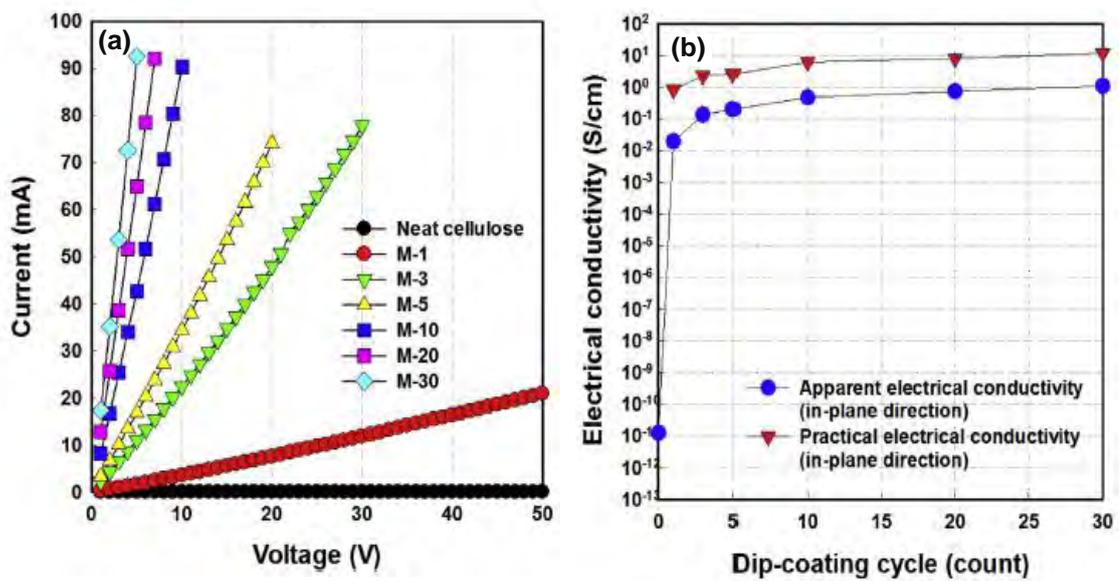 (a)
100
90
80
70
60
50
40
30
20
10
0
Current (mA)
0 10 20 30 40 50
Voltage (V)
Neat cellulose
M-1
M-3
M-5
M-10
M-20
M-30
(b)
10²
10¹
10⁰
10⁻¹
10⁻²
10⁻³
10⁻⁴
10⁻⁵
10⁻⁶
10⁻⁷
10⁻⁸
10⁻⁹
10⁻¹⁰
10⁻¹¹
10⁻¹²
10⁻¹³
Electrical conductivity (S/cm)
0 5 10 15 20 25 30
Dip-coating cycle (count)
Apparent electrical conductivity
(in-plane direction)
Practical electrical conductivity
(in-plane direction)